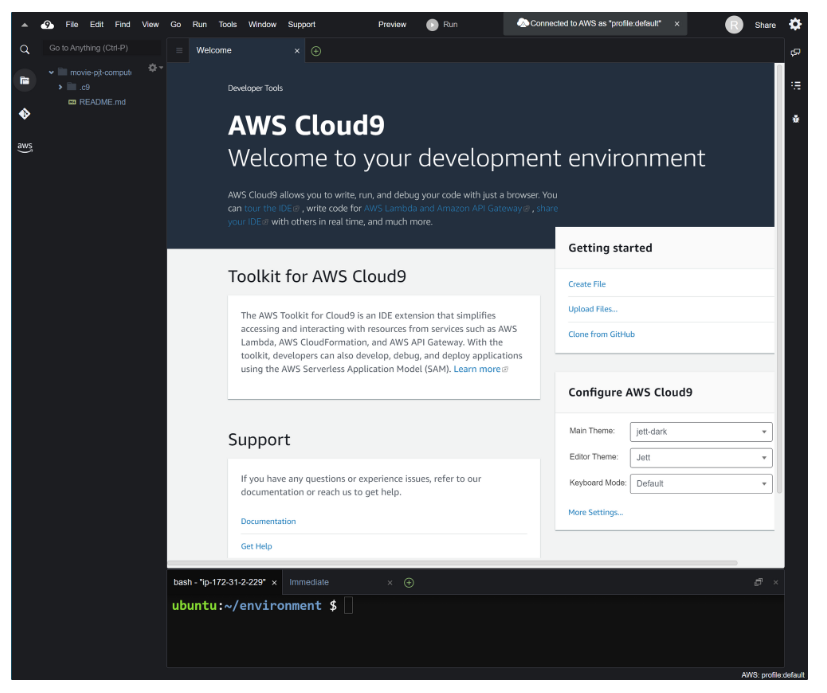 File Edit Find View Go Run Tools Window Support Preview Run Connected to AWS as "profile:default" × R Share
Go to Anything (Ctrl-P)
movie-pjt-computi
.c9
README.md
aws
Welcome ×
Developer Tools
AWS Cloud9
Welcome to your development environment
AWS Cloud9 allows you to write, run, and debug your code with just a browser. You
can tour the IDE, write code for AWS Lambda and Amazon API Gateway, share
your IDE with others in real time, and much more.
Getting started
Create File
Upload Files...
Clone from GitHub
Toolkit for AWS Cloud9
The AWS Toolkit for Cloud9 is an IDE extension that simplifies
accessing and interacting with resources from services such as AWS
Lambda, AWS CloudFormation, and AWS API Gateway. With the
toolkit, developers can also develop, debug, and deploy applications
using the AWS Serverless Application Model (SAM). Learn more
Configure AWS Cloud9
Main Theme: jett-dark
Editor Theme: Jett
Keyboard Mode: Default
More Settings...
Support
If you have any questions or experience issues, refer to our
documentation or reach us to get help.
Documentation
Get Help
bash - "ip-172-31-2-229" × Immediate ×
ubuntu:~/environment $
AWS: profile:default